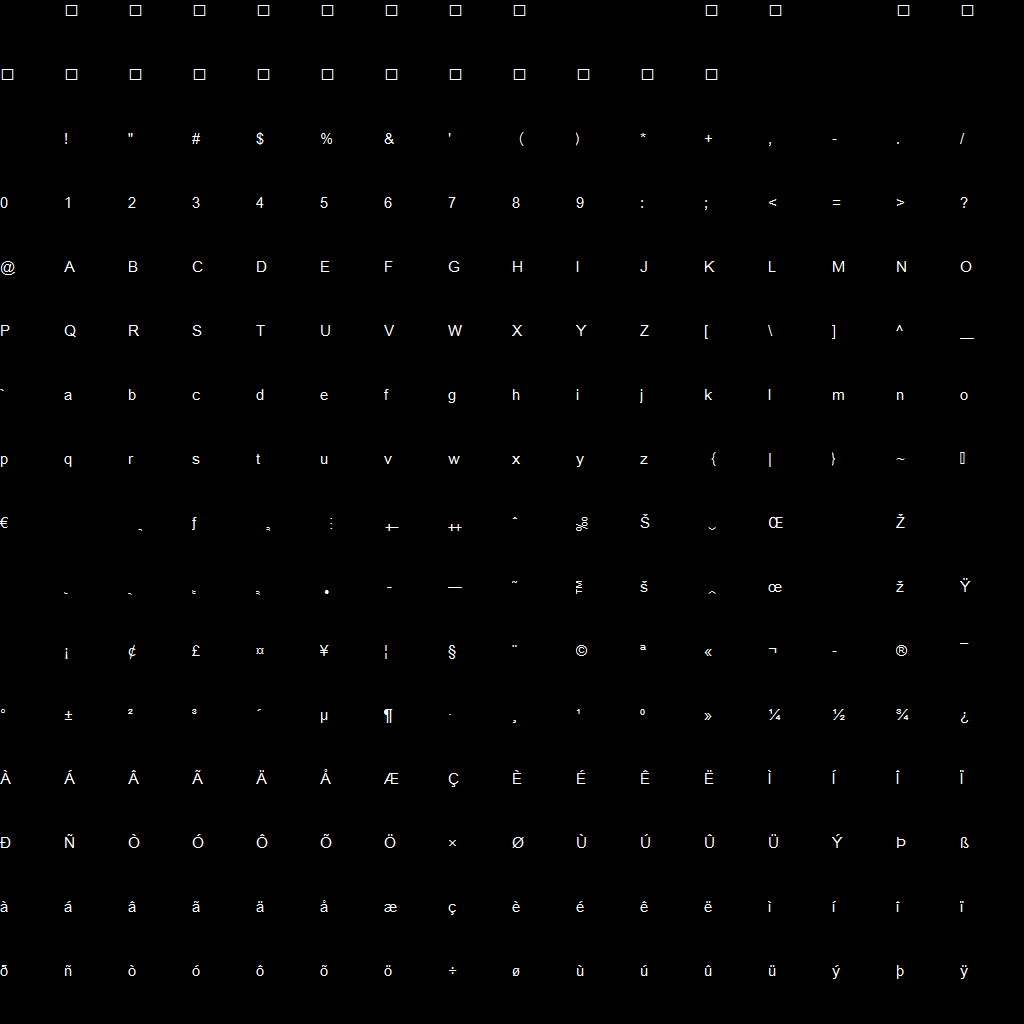 □ □ □ □ □ □ □ □ □ □ □ □
□ □ □ □ □ □ □ □ □ □ □ □
! " # $ % & ' ( ) * + , - . /
0 1 2 3 4 5 6 7 8 9 : ; < = > ?
@ A B C D E F G H I J K L M N O
P Q R S T U V W X Y Z [ \ ] ^ _
` a b c d e f g h i j k l m n o
p q r s t u v w x y z { | } ~ ▯
€ ƒ ˆ Š Œ Ž
• - — ˜ š œ ž Ÿ
¡ ¢ £ ¤ ¥ ¦ § ¨ © ª « ¬ - ® ¯
° ± ² ³ ´ µ ¶ · ¸ ¹ º » ¼ ½ ¾ ¿
À Á Â Ã Ä Å Æ Ç È É Ê Ë Ì Í Î Ï
Ð Ñ Ò Ó Ô Õ Ö × Ø Ù Ú Û Ü Ý Þ ß
à á â ã ä å æ ç è é ê ë ì í î ï
ð ñ ò ó ô õ ö ÷ ø ù ú û ü ý þ ÿ